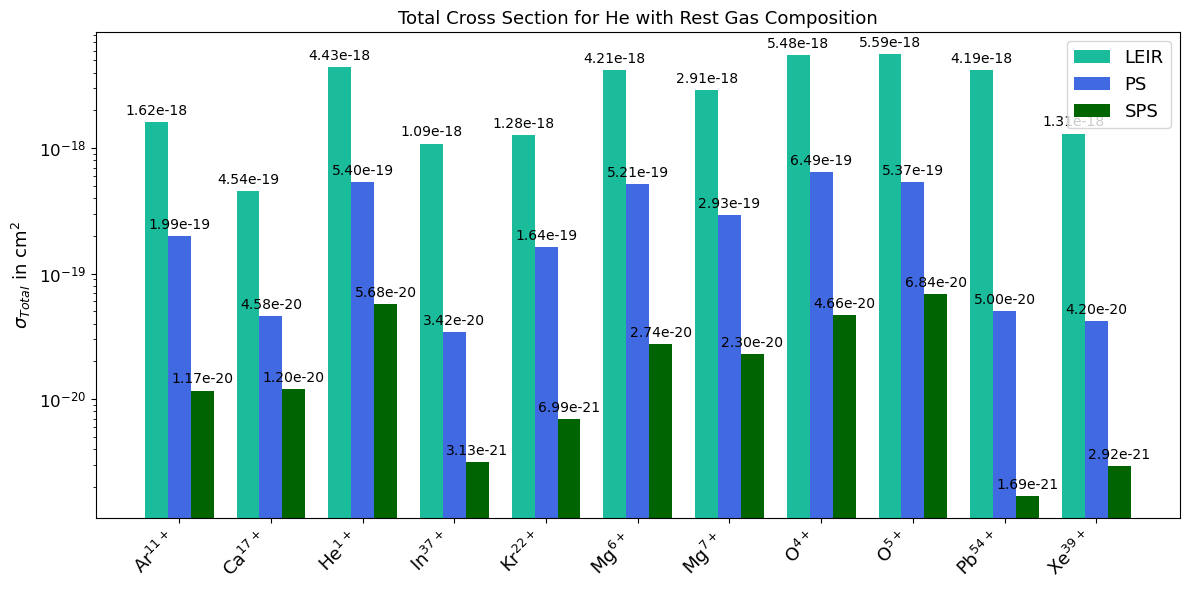 Total Cross Section for He with Rest Gas Composition
LEIR
PS
SPS
σ_Total in cm²
10⁻¹⁸
10⁻¹⁹
10⁻²⁰
1.62e-18
1.99e-19
1.17e-20
4.54e-19
4.58e-20
1.20e-20
4.43e-18
5.40e-19
5.68e-20
1.09e-18
3.42e-20
3.13e-21
1.28e-18
1.64e-19
6.99e-21
4.21e-18
5.21e-19
2.74e-20
2.91e-18
2.93e-19
2.30e-20
5.48e-18
6.49e-19
4.66e-20
5.59e-18
5.37e-19
6.84e-20
4.19e-18
5.00e-20
1.69e-21
1.31e-18
4.20e-20
2.92e-21
Ar¹¹⁺
Ca¹⁷⁺
He¹⁺
In³⁷⁺
Kr²²⁺
Mg⁶⁺
Mg⁷⁺
O⁴⁺
O⁵⁺
Pb⁵⁴⁺
Xe³⁹⁺